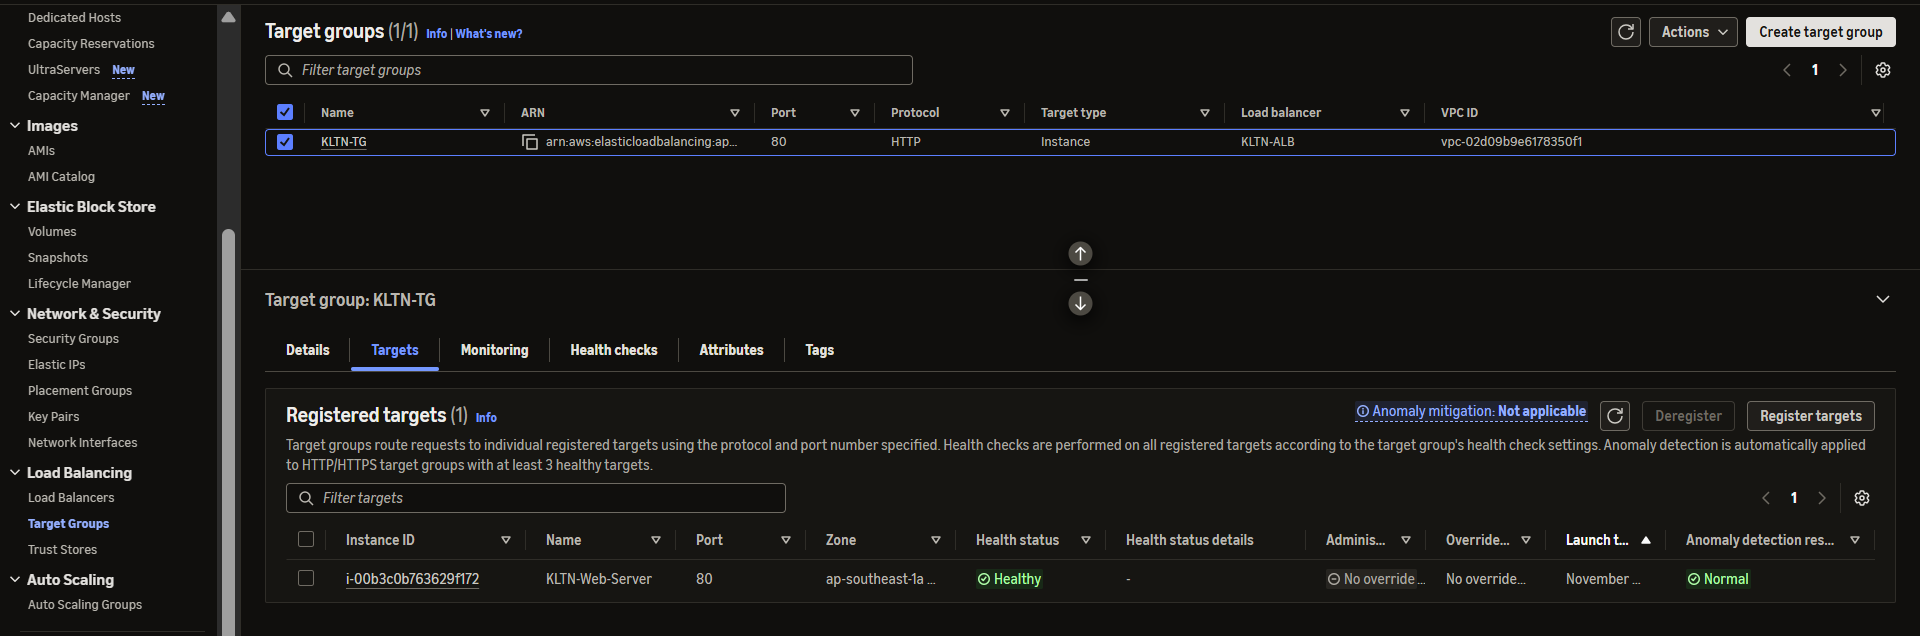 Dedicated Hosts
Capacity Reservations
UltraServers New
Capacity Manager New
Images
AMIs
AMI Catalog
Elastic Block Store
Volumes
Snapshots
Lifecycle Manager
Network & Security
Security Groups
Elastic IPs
Placement Groups
Key Pairs
Network Interfaces
Load Balancing
Load Balancers
Target Groups
Trust Stores
Auto Scaling
Auto Scaling Groups
Target groups (1/1) Info | What's new?
Actions
Create target group
Filter target groups
1
Name ARN Port Protocol Target type Load balancer VPC ID
KLTN-TG arn:aws:elasticloadbalancing:ap... 80 HTTP Instance KLTN-ALB vpc-02d09b9e6178350f1
Target group: KLTN-TG
Details Targets Monitoring Health checks Attributes Tags
Registered targets (1) Info
Anomaly mitigation: Not applicable
Deregister
Register targets
Target groups route requests to individual registered targets using the protocol and port number specified. Health checks are performed on all registered targets according to the target group's health check settings. Anomaly detection is automatically applied
to HTTP/HTTPS target groups with at least 3 healthy targets.
Filter targets
1
Instance ID Name Port Zone Health status Health status details Adminis... Override... Launch t... Anomaly detection res...
i-00b3c0b763629f172 KLTN-Web-Server 80 ap-southeast-1a ... Healthy - No override ... No override... November ... Normal